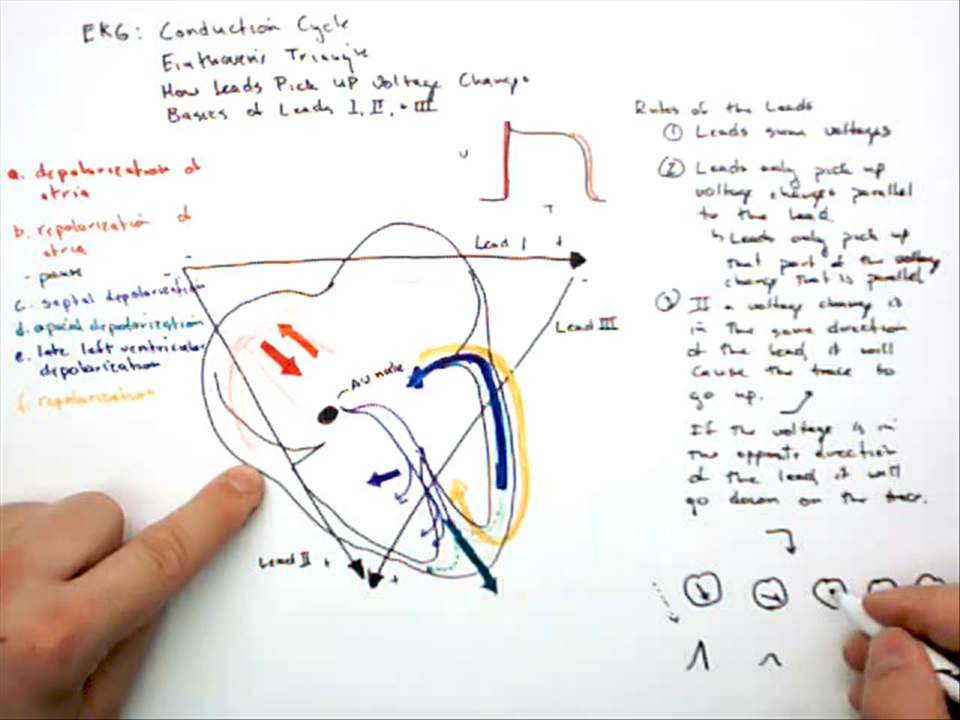 EKG: Conduction Cycle
Einthoven's Triangle
How Leads Pick up Voltage Changes
Basics of Leads I, II, + III
a. depolarization of
atria
b. repolarization of
atria
- pause
c. septal depolarization
d. apical depolarization
e. late left ventricular
depolarization
f. repolarization
V
T
- Lead I +
-
-
Lead III
AV node
Lead II +
+
Rules of the Leads
① Leads sum voltages
② Leads only pick up
voltage changes parallel
to the lead
↳ Leads only pick up
that part of the voltage
change that is parallel
③ If a voltage change is
in the same direction
of the lead, it will
cause the trace to
go up.
If the voltage is in
the opposite direction
of the lead it will
go down on the trace.